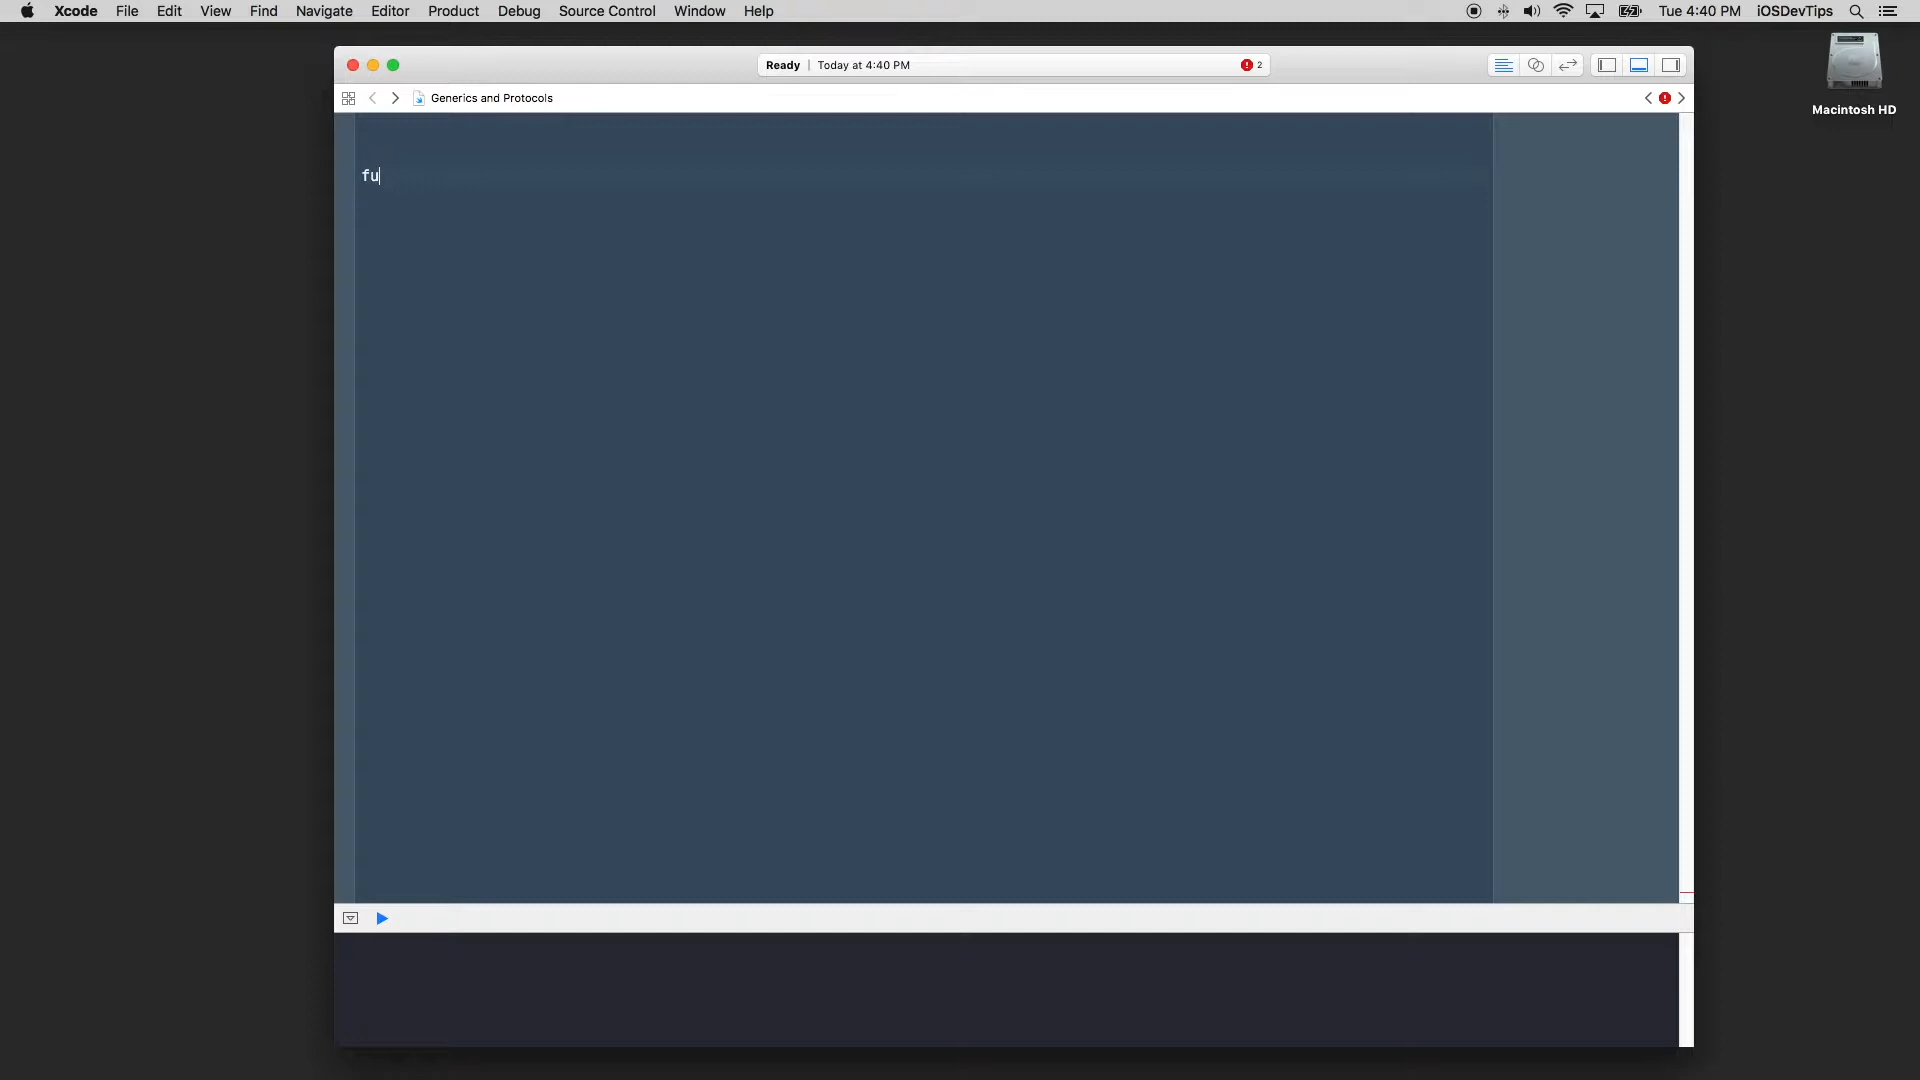 Xcode File Edit View Find Navigate Editor Product Debug Source Control Window Help Tue 4:40 PM iOSDevTips
Ready | Today at 4:40 PM 2
Macintosh HD
Generics and Protocols
fu